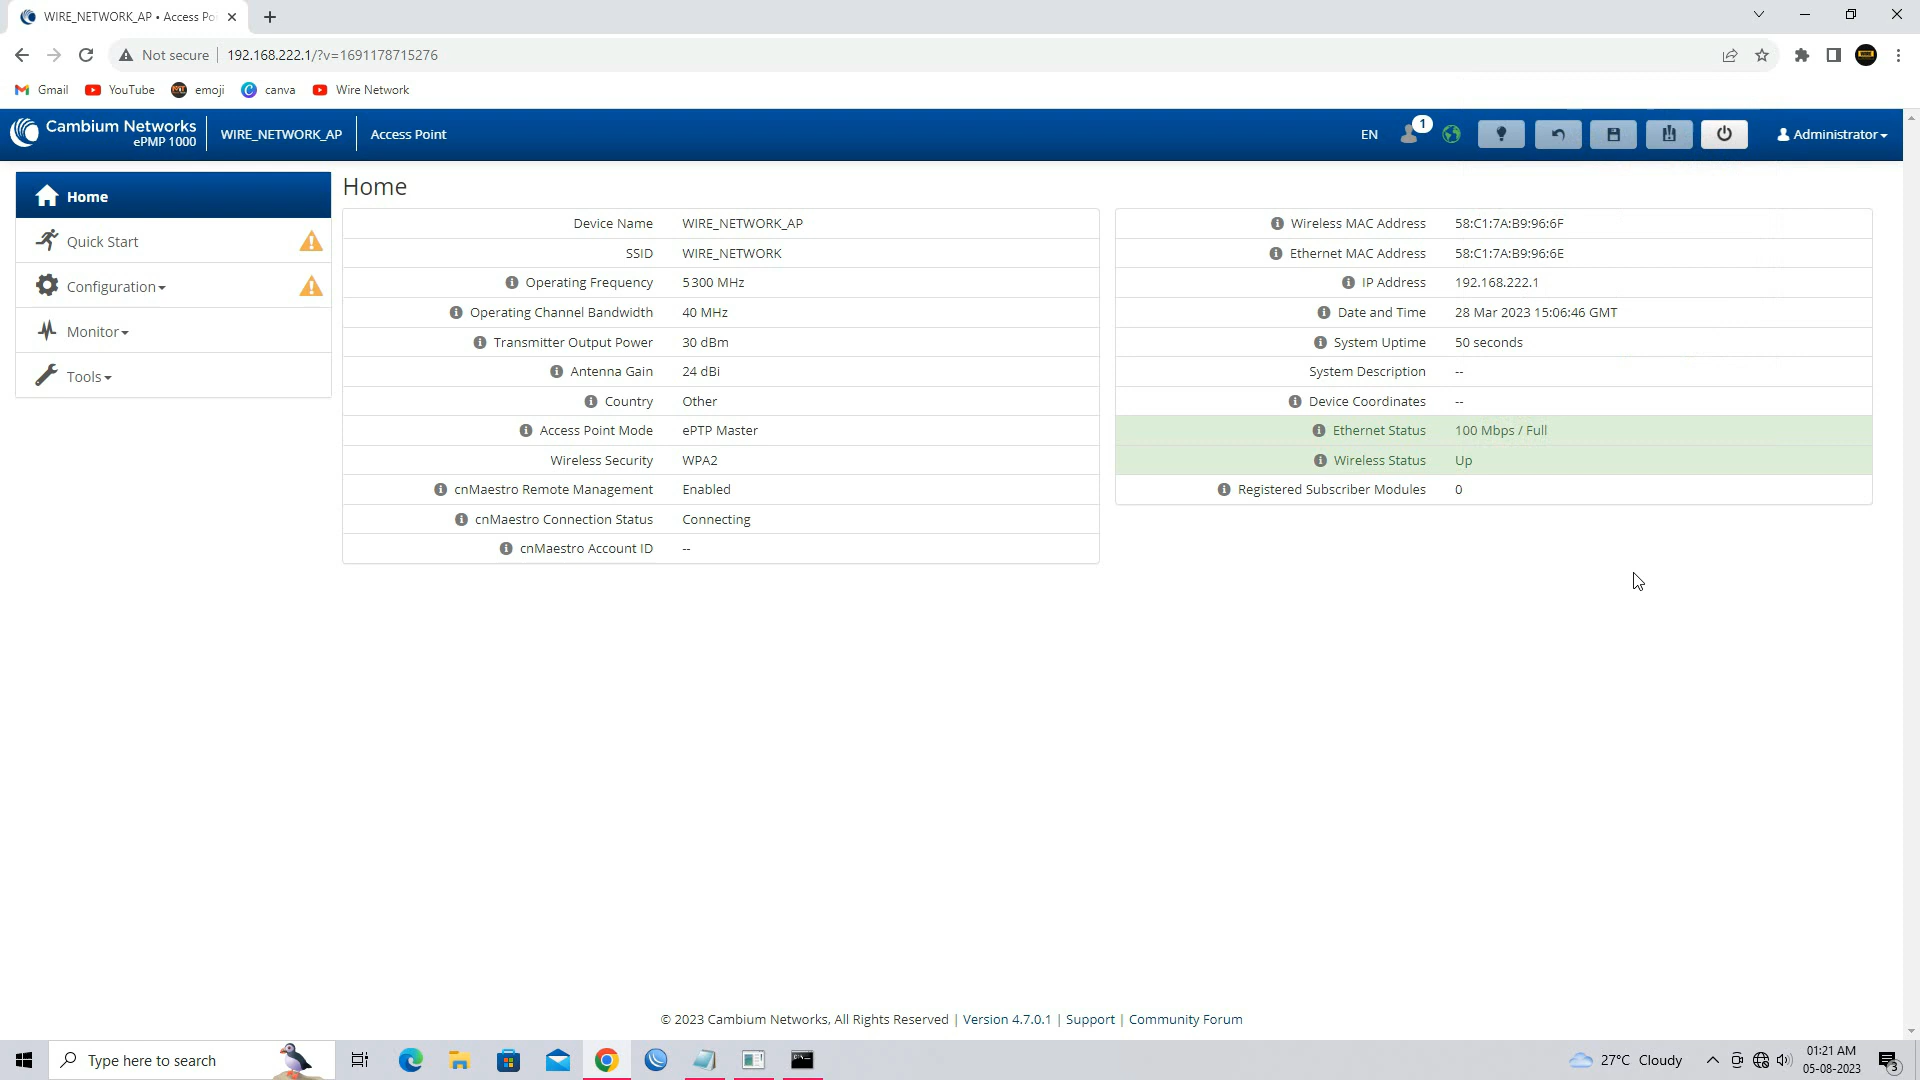 WIRE_NETWORK_AP • Access Poi
Not secure 192.168.222.1/?v=1691178715276
Gmail YouTube emoji canva Wire Network
Cambium Networks
ePMP 1000
WIRE_NETWORK_AP Access Point EN 1 Administrator
Home
Quick Start
Configuration
Monitor
Tools
Home
Device Name WIRE_NETWORK_AP
SSID WIRE_NETWORK
Operating Frequency 5300 MHz
Operating Channel Bandwidth 40 MHz
Transmitter Output Power 30 dBm
Antenna Gain 24 dBi
Country Other
Access Point Mode ePTP Master
Wireless Security WPA2
cnMaestro Remote Management Enabled
cnMaestro Connection Status Connecting
cnMaestro Account ID --
Wireless MAC Address 58:C1:7A:B9:96:6F
Ethernet MAC Address 58:C1:7A:B9:96:6E
IP Address 192.168.222.1
Date and Time 28 Mar 2023 15:06:46 GMT
System Uptime 50 seconds
System Description --
Device Coordinates --
Ethernet Status 100 Mbps / Full
Wireless Status Up
Registered Subscriber Modules 0
© 2023 Cambium Networks, All Rights Reserved | Version 4.7.0.1 | Support | Community Forum
Type here to search
27°C Cloudy
01:21 AM
05-08-2023
3